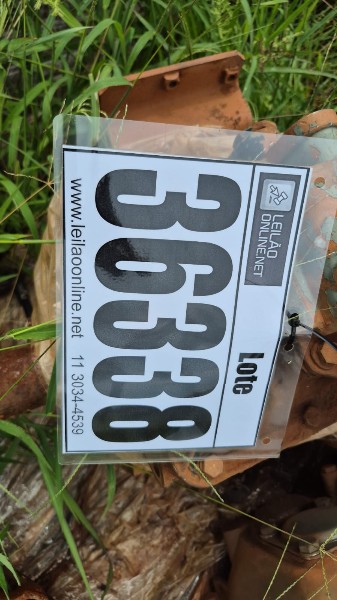 LEILÃO
ONLINE.NET
Lote
36338
www.leilaoonline.net 11 3034-4539